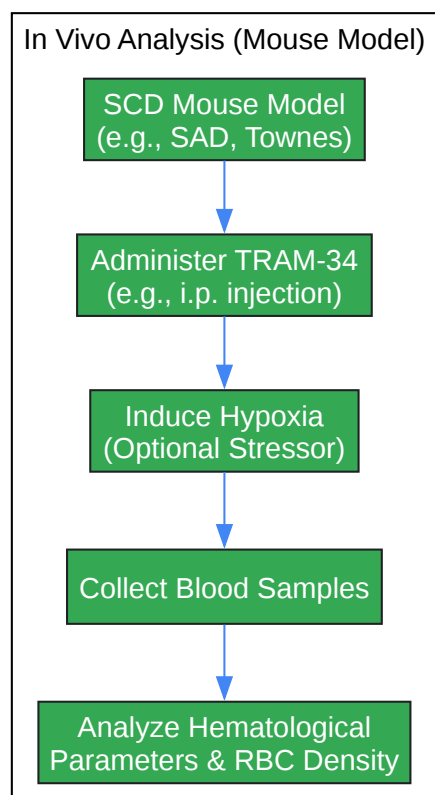 In Vivo Analysis (Mouse Model)
SCD Mouse Model
(e.g., SAD, Townes)
Administer TRAM-34
(e.g., i.p. injection)
Induce Hypoxia
(Optional Stressor)
Collect Blood Samples
Analyze Hematological
Parameters & RBC Density